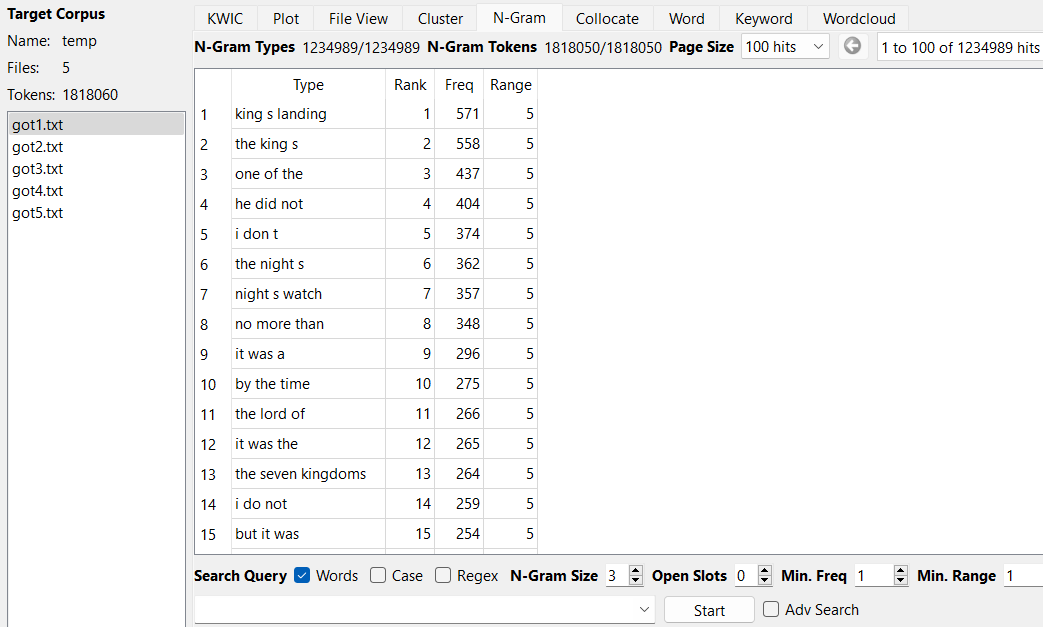 Target Corpus
Name: temp
Files: 5
Tokens: 1818060
got1.txt
got2.txt
got3.txt
got4.txt
got5.txt
KWIC Plot File View Cluster N-Gram Collocate Word Keyword Wordcloud
N-Gram Types 1234989/1234989 N-Gram Tokens 1818050/1818050 Page Size 100 hits 1 to 100 of 1234989 hits
Type Rank Freq Range
1 king s landing 1 571 5
2 the king s 2 558 5
3 one of the 3 437 5
4 he did not 4 404 5
5 i don t 5 374 5
6 the night s 6 362 5
7 night s watch 7 357 5
8 no more than 8 348 5
9 it was a 9 296 5
10 by the time 10 275 5
11 the lord of 11 266 5
12 it was the 12 265 5
13 the seven kingdoms 13 264 5
14 i do not 14 259 5
15 but it was 15 254 5
Search Query Words Case Regex N-Gram Size 3 Open Slots 0 Min. Freq 1 Min. Range 1
Start Adv Search